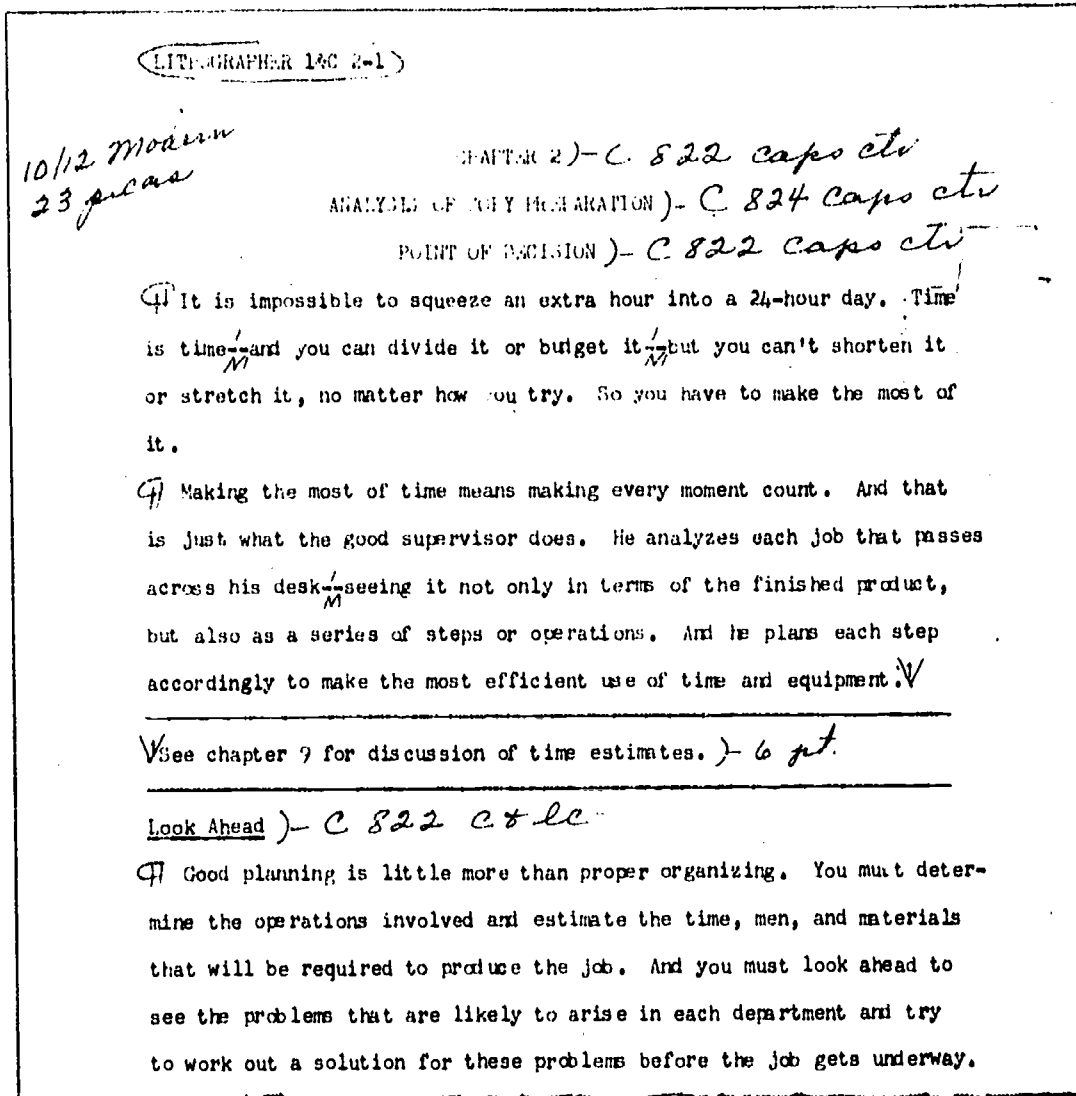 LITHOGRAPHER 1&C 2-1)
10/12 Modern
23 picas
CHAPTER 2)- C 822 caps ctr
ANALYSIS OF COPY PREPARATION)- C 824 caps ctr
POINT OF DECISION)- C 822 caps ctr
¶ It is impossible to squeeze an extra hour into a 24-hour day. Time
is time--and you can divide it or budget it--but you can't shorten it
or stretch it, no matter how you try. So you have to make the most of
it.
¶ Making the most of time means making every moment count. And that
is just what the good supervisor does. He analyzes each job that passes
across his desk--seeing it not only in terms of the finished product,
but also as a series of steps or operations. And he plans each step
accordingly to make the most efficient use of time and equipment.
See chapter 9 for discussion of time estimates. )- 6 pt.
Look Ahead )- C 822 C & lc
¶ Good planning is little more than proper organizing. You must deter-
mine the operations involved and estimate the time, men, and materials
that will be required to produce the job. And you must look ahead to
see the problems that are likely to arise in each department and try
to work out a solution for these problems before the job gets underway.